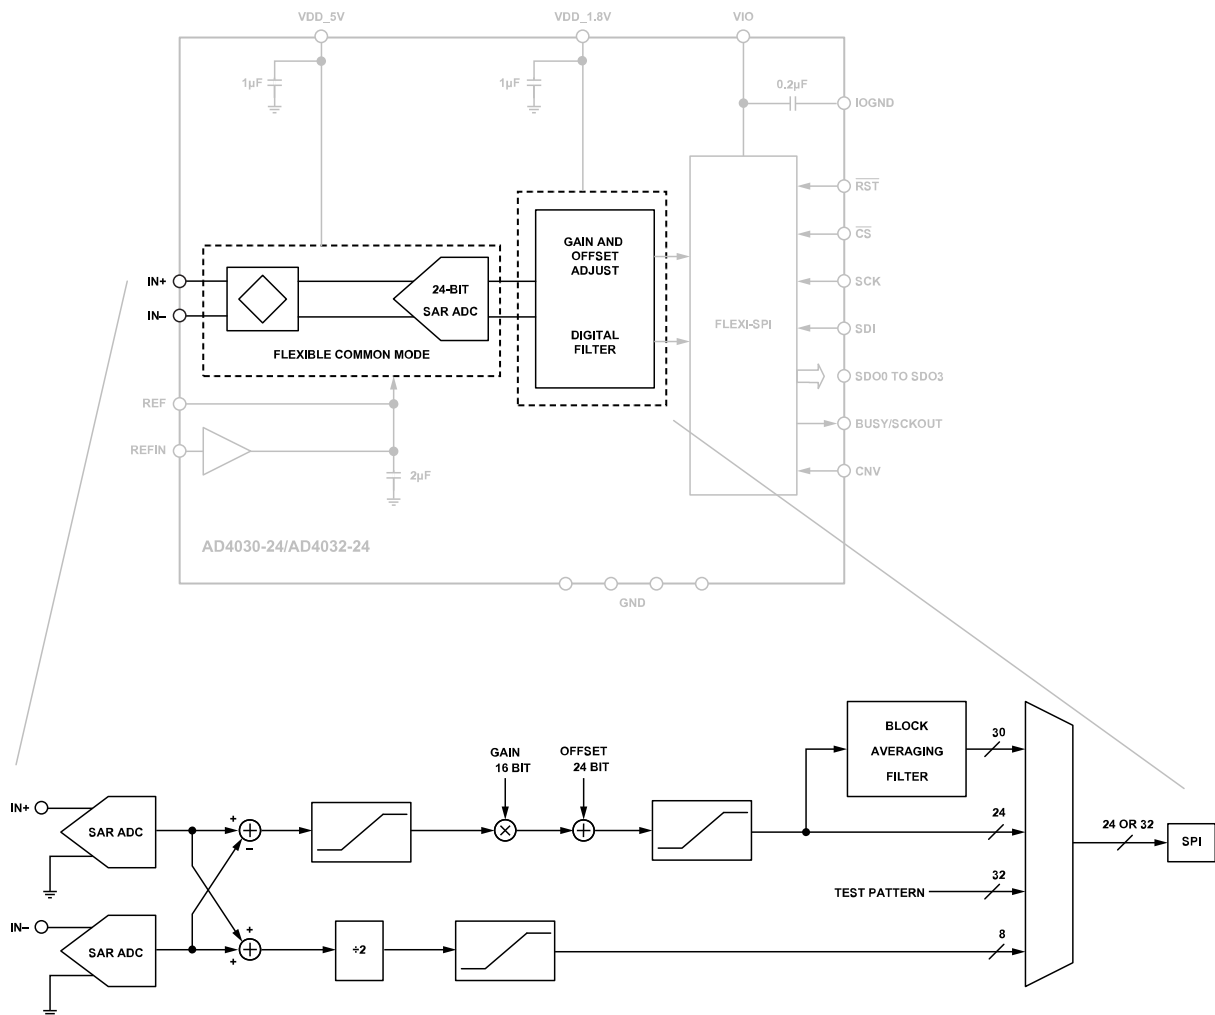 VDD_5V
VDD_1.8V
VIO
1µF
1µF
0.2µF
IOGND
RST
CS
SCK
SDI
SDO0 TO SDO3
BUSY/SCKOUT
CNV
GAIN AND
OFFSET
ADJUST
DIGITAL
FILTER
FLEXI-SPI
IN+
IN–
24-BIT
SAR ADC
FLEXIBLE COMMON MODE
REF
REFIN
2µF
AD4030-24/AD4032-24
GND
BLOCK
AVERAGING
FILTER
30
GAIN
16 BIT
OFFSET
24 BIT
IN+
SAR ADC
+
–
+
×
+
24
24 OR 32
SPI
TEST PATTERN
32
IN–
SAR ADC
+
+
+
÷2
8